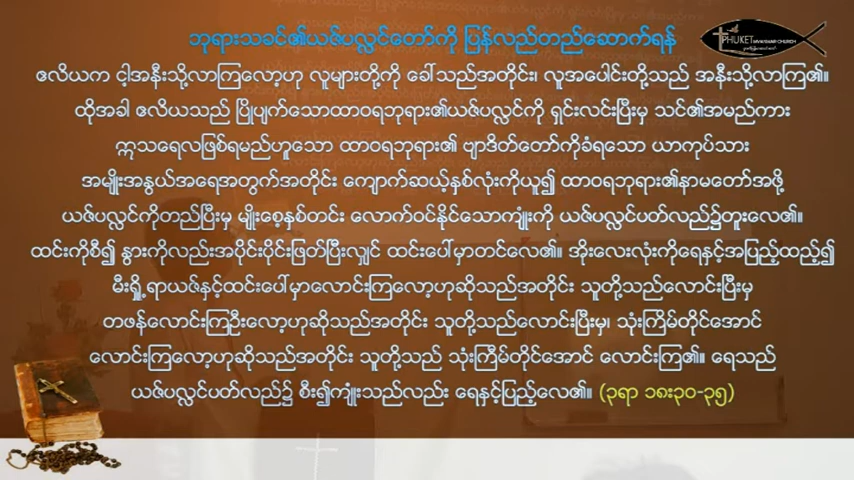 ဘုရားသခင်၏ယဇ်ပလ္လင်တော်ကို ပြန်လည်တည်ဆောက်ရန်
PHUKET
MYANMAR CHURCH
ဧလိယက ငါ့အနီးသို့လာကြလော့ဟု လူများတို့ကို ခေါ်သည်အတိုင်း၊ လူအပေါင်းတို့သည် အနီးသို့လာကြ၏။
ထိုအခါ ဧလိယသည် ပြိုပျက်သောထာဝရဘုရား၏ယဇ်ပလ္လင်ကို ရှင်းလင်းပြီးမှ သင်၏အမည်ကား
ဣသရေလဖြစ်ရမည်ဟူသော ထာဝရဘုရား၏ ဗျာဒိတ်တော်ကိုခံရသော ယာကုပ်သား
အမျိုးအနွယ်အရေအတွက်အတိုင်း ကျောက်ဆယ့်နှစ်လုံးကိုယူ၍ ထာဝရဘုရား၏နာမတော်အဖို့
ယဇ်ပလ္လင်ကိုတည်ပြီးမှ မျိုးစေ့နှစ်တင်း လောက်ဝင်နိုင်သောကျုံးကို ယဇ်ပလ္လင်ပတ်လည်၌တူးလေ၏။
ထင်းကိုစီ၍ နွားကိုလည်းအပိုင်းပိုင်းဖြတ်ပြီးလျှင် ထင်းပေါ်မှာတင်လေ၏။ အိုးလေးလုံးကိုရေနှင့်အပြည့်ထည့်၍
မီးရှို့ရာယဇ်နှင့်ထင်းပေါ်မှာလောင်းကြလော့ဟုဆိုသည်အတိုင်း သူတို့သည်လောင်းပြီးမှ
တဖန်လောင်းကြဦးလော့ဟုဆိုသည်အတိုင်း သူတို့သည်လောင်းပြီးမှ၊ သုံးကြိမ်တိုင်အောင်
လောင်းကြလော့ဟုဆိုသည်အတိုင်း သူတို့သည် သုံးကြိမ်တိုင်အောင် လောင်းကြ၏။ ရေသည်
ယဇ်ပလ္လင်ပတ်လည်၌ စီး၍ကျုံးသည်လည်း ရေနှင့်ပြည့်လေ၏။ (၃ရာ ၁၈း၃၀-၃၅)